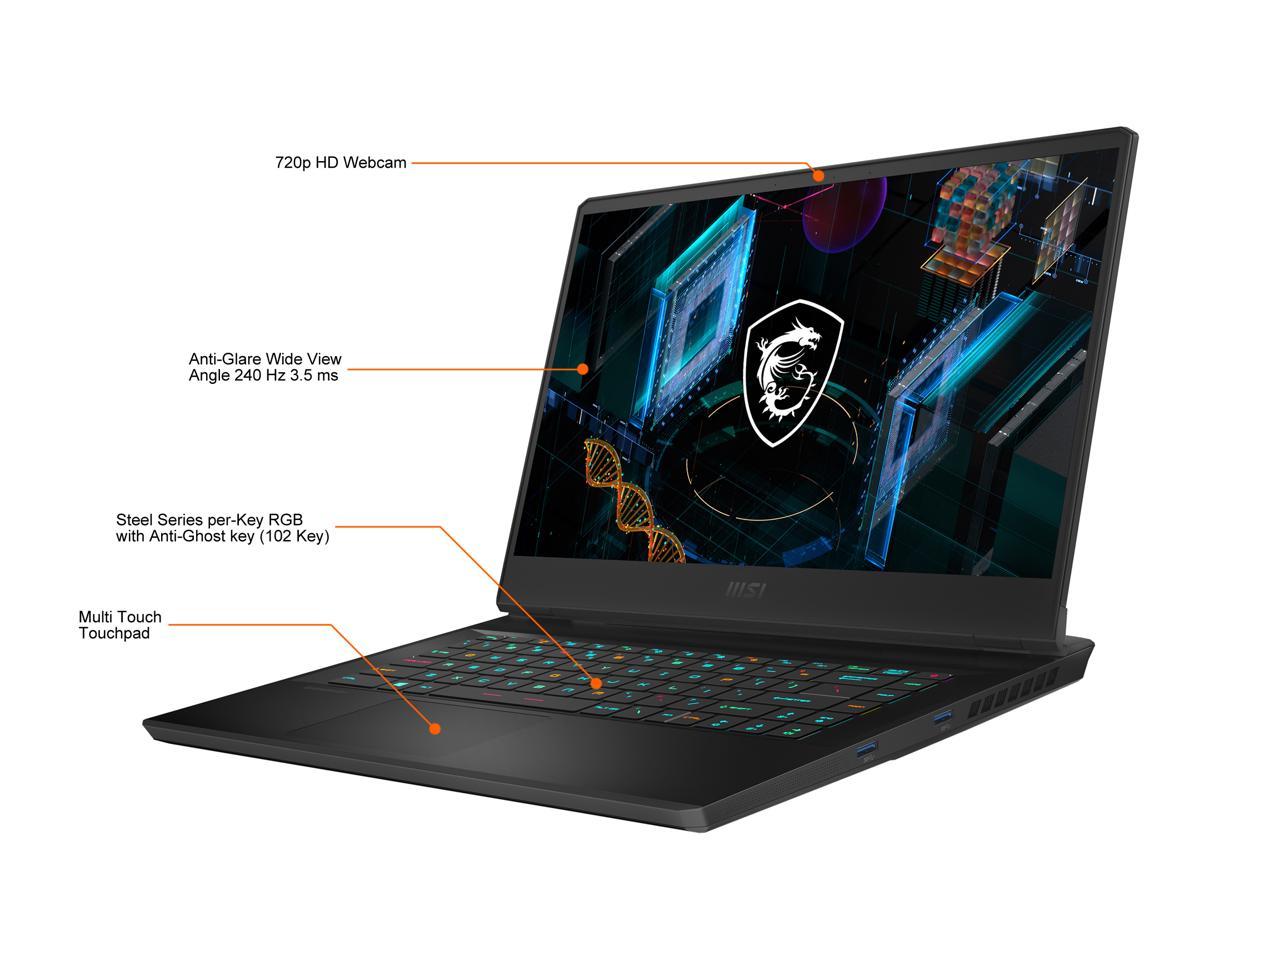 720p HD Webcam
Anti-Glare Wide View
Angle 240 Hz 3.5 ms
Steel Series per-Key RGB
with Anti-Ghost key (102 Key)
Multi Touch
Touchpad
msi